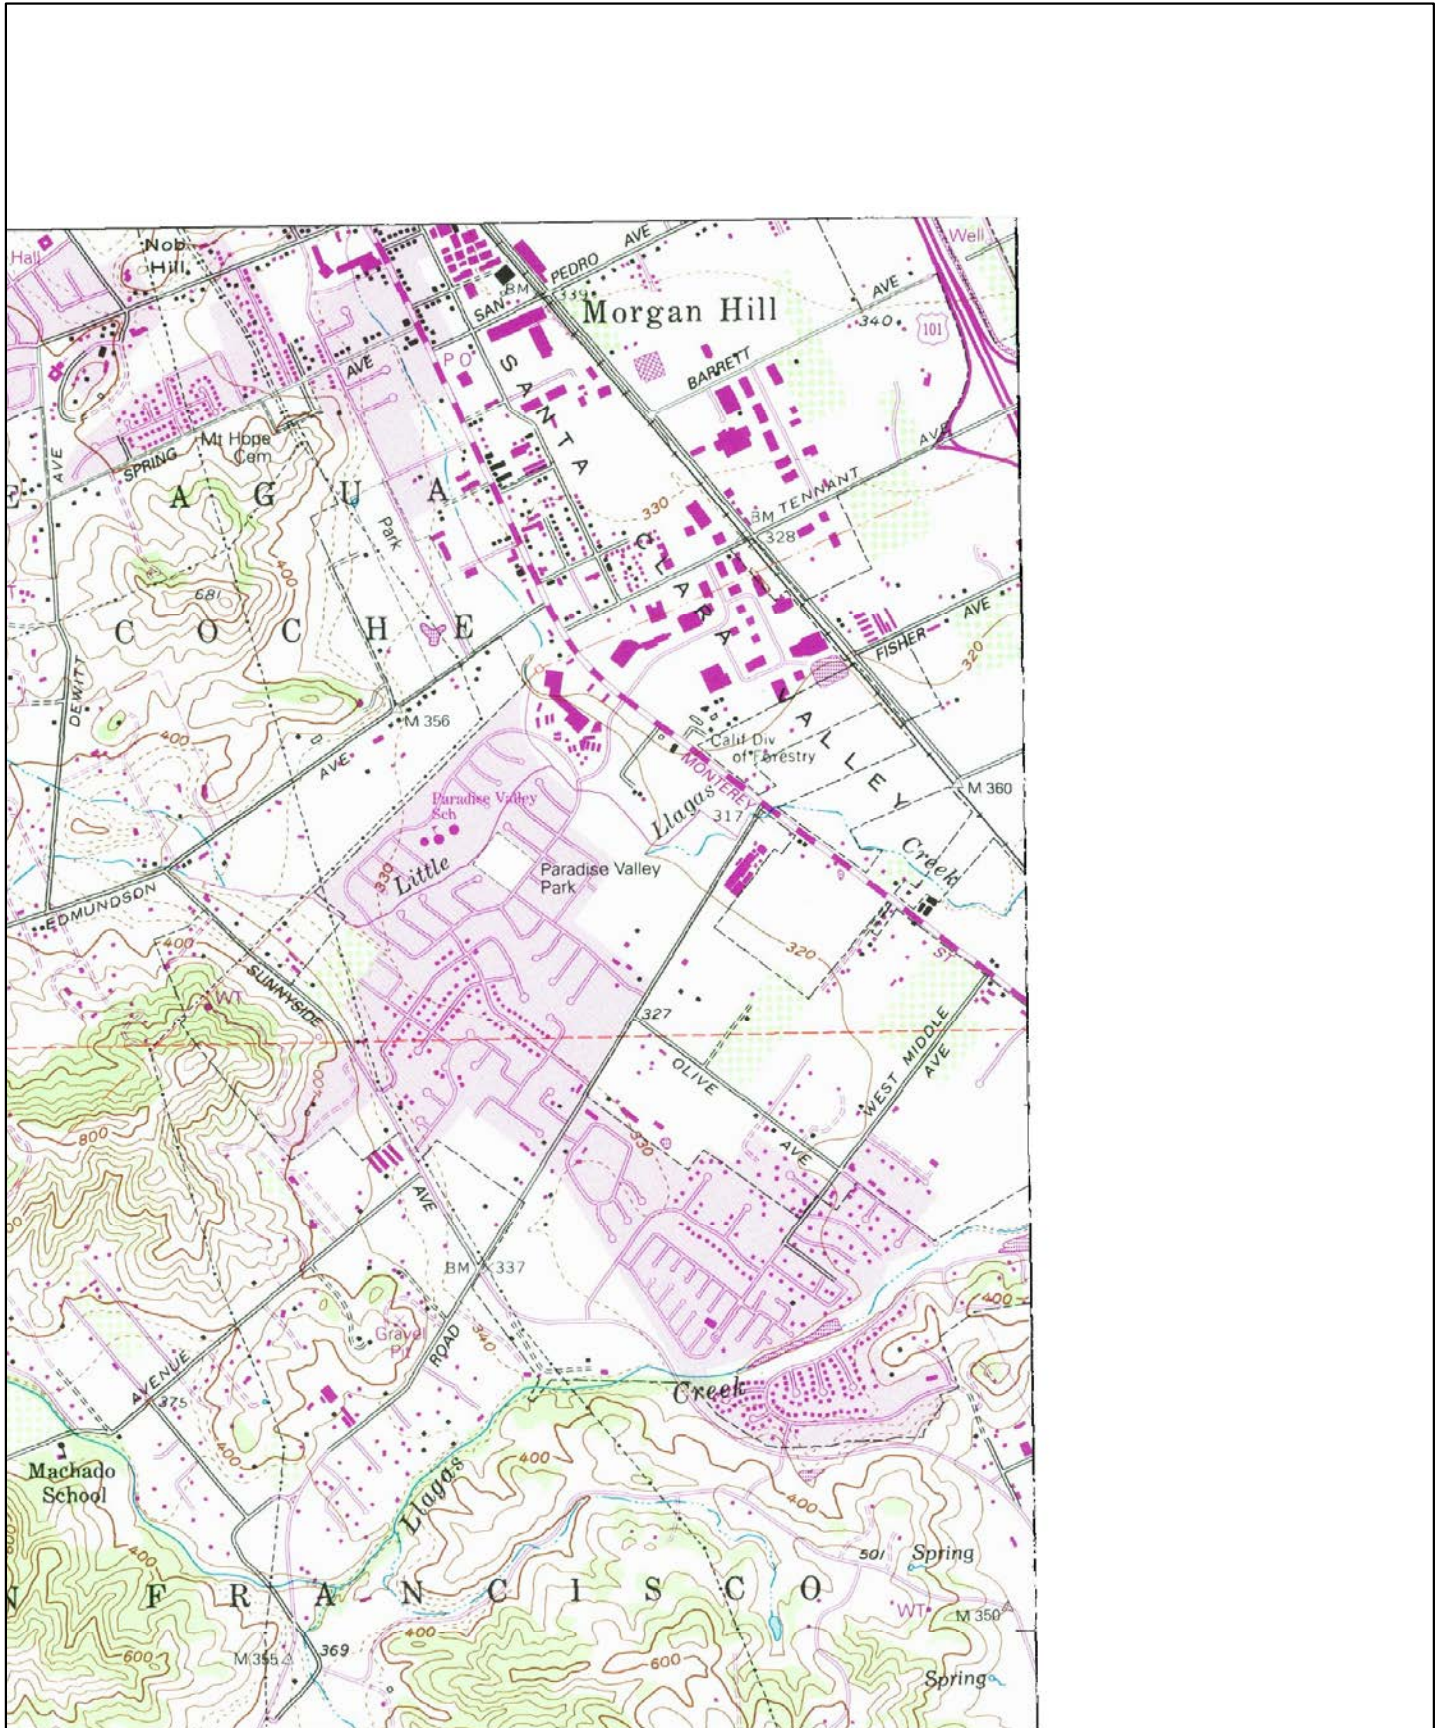 Hall
Nob
Hill
AVE
PEDRO
Well
SAN
BM
339
Morgan Hill
AVE
340
101
P O
AVE
BARRETT
SANTA
AVE
Mt Hope
Cem
AVE
SPRING
TENNANT
E
A G U A
330
BM
328
Park
CLARA
400
681
C O C H E
AVE
FISHER
320
DEWITT
M 356
400
VALLEY
Calif Div
of Forestry
AVE
MONTEREY
M 360
Paradise Valley
Sch
Llagas
317
Creek
330
Little
Paradise Valley
Park
EDMUNDSON
400
320
ST
SUNNYSIDE
WT
327
WEST MIDDLE
AVE
OLIVE
400
800
330
AVE
AVE
BM
337
400
Gravel
Pit
340
ROAD
AVENUE
375
Creek
400
400
Machado
School
Llagas
400
400
501
Spring
N F R A N C I S C O
WT
M 350
400
600
M 355
369
600
Spring